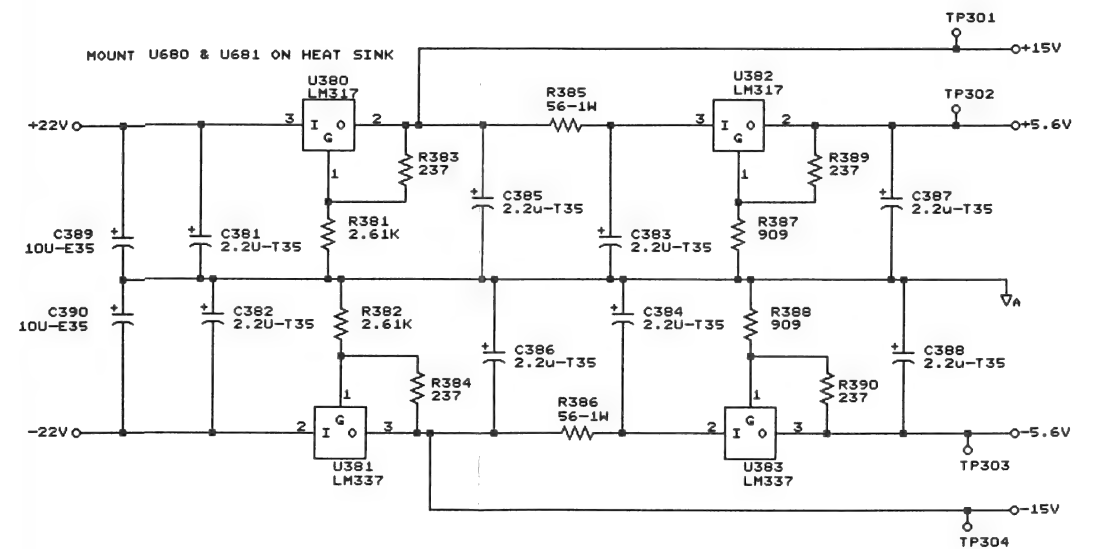 TP301
+15V
MOUNT U680 & U681 ON HEAT SINK
U380
LM317
R385
56-1W
U382
LM317
TP302
+22V
3
I
O
G
2
3
I
O
G
2
+5.6V
1
R383
237
1
R389
237
C385
2.2u-T35
C387
2.2u-T35
C389
10U-E35
C381
2.2U-T35
R381
2.61K
C383
2.2U-T35
R387
909
A
C390
10U-E35
C382
2.2U-T35
R382
2.61K
C384
2.2U-T35
R388
909
C386
2.2u-T35
C388
2.2u-T35
1
R384
237
R386
56-1W
1
R390
237
-22V
2
I
G
O
3
2
I
G
O
3
-5.6V
U381
LM337
U383
LM337
TP303
-15V
TP304